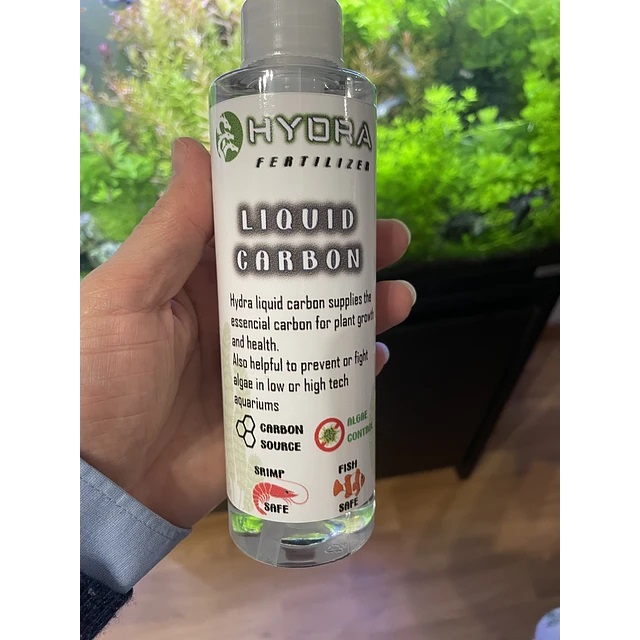 HYDRA
FERTILIZER
LIQUID
CARBON
Hydra liquid carbon supplies the
essencial carbon for plant growth
and health.
Also helpful to prevent or fight
algae in low or high tech
aquariums
CARBON
SOURCE
ALGAE
CONTROL
SRIMP
SAFE
FISH
SAFE